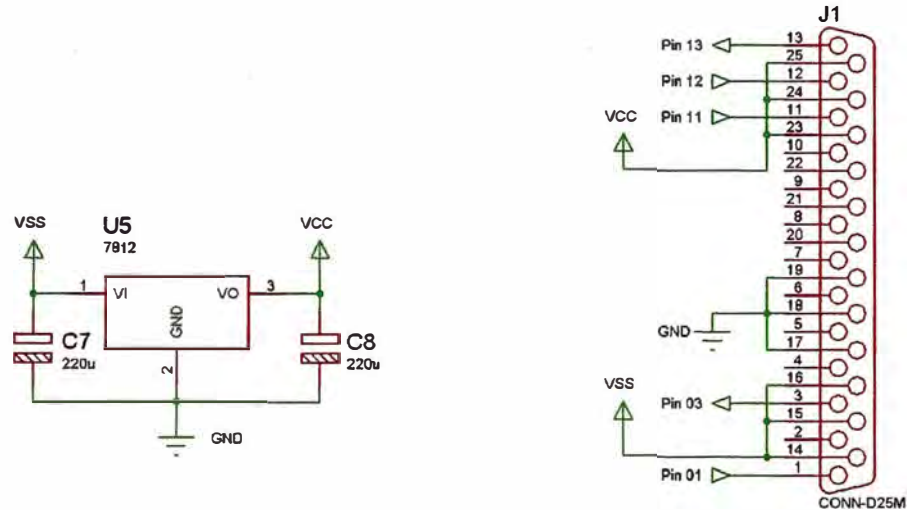 VSS
U5
7812
VCC
1
VI
VO
3
GND
2
C7
220u
C8
220u
GND
J1
Pin 13
13
25
Pin 12
12
24
Pin 11
11
VCC
23
10
22
9
21
8
20
7
19
6
18
GND
5
17
4
16
VSS
Pin 03
3
15
2
14
Pin 01
1
CONN-D25M